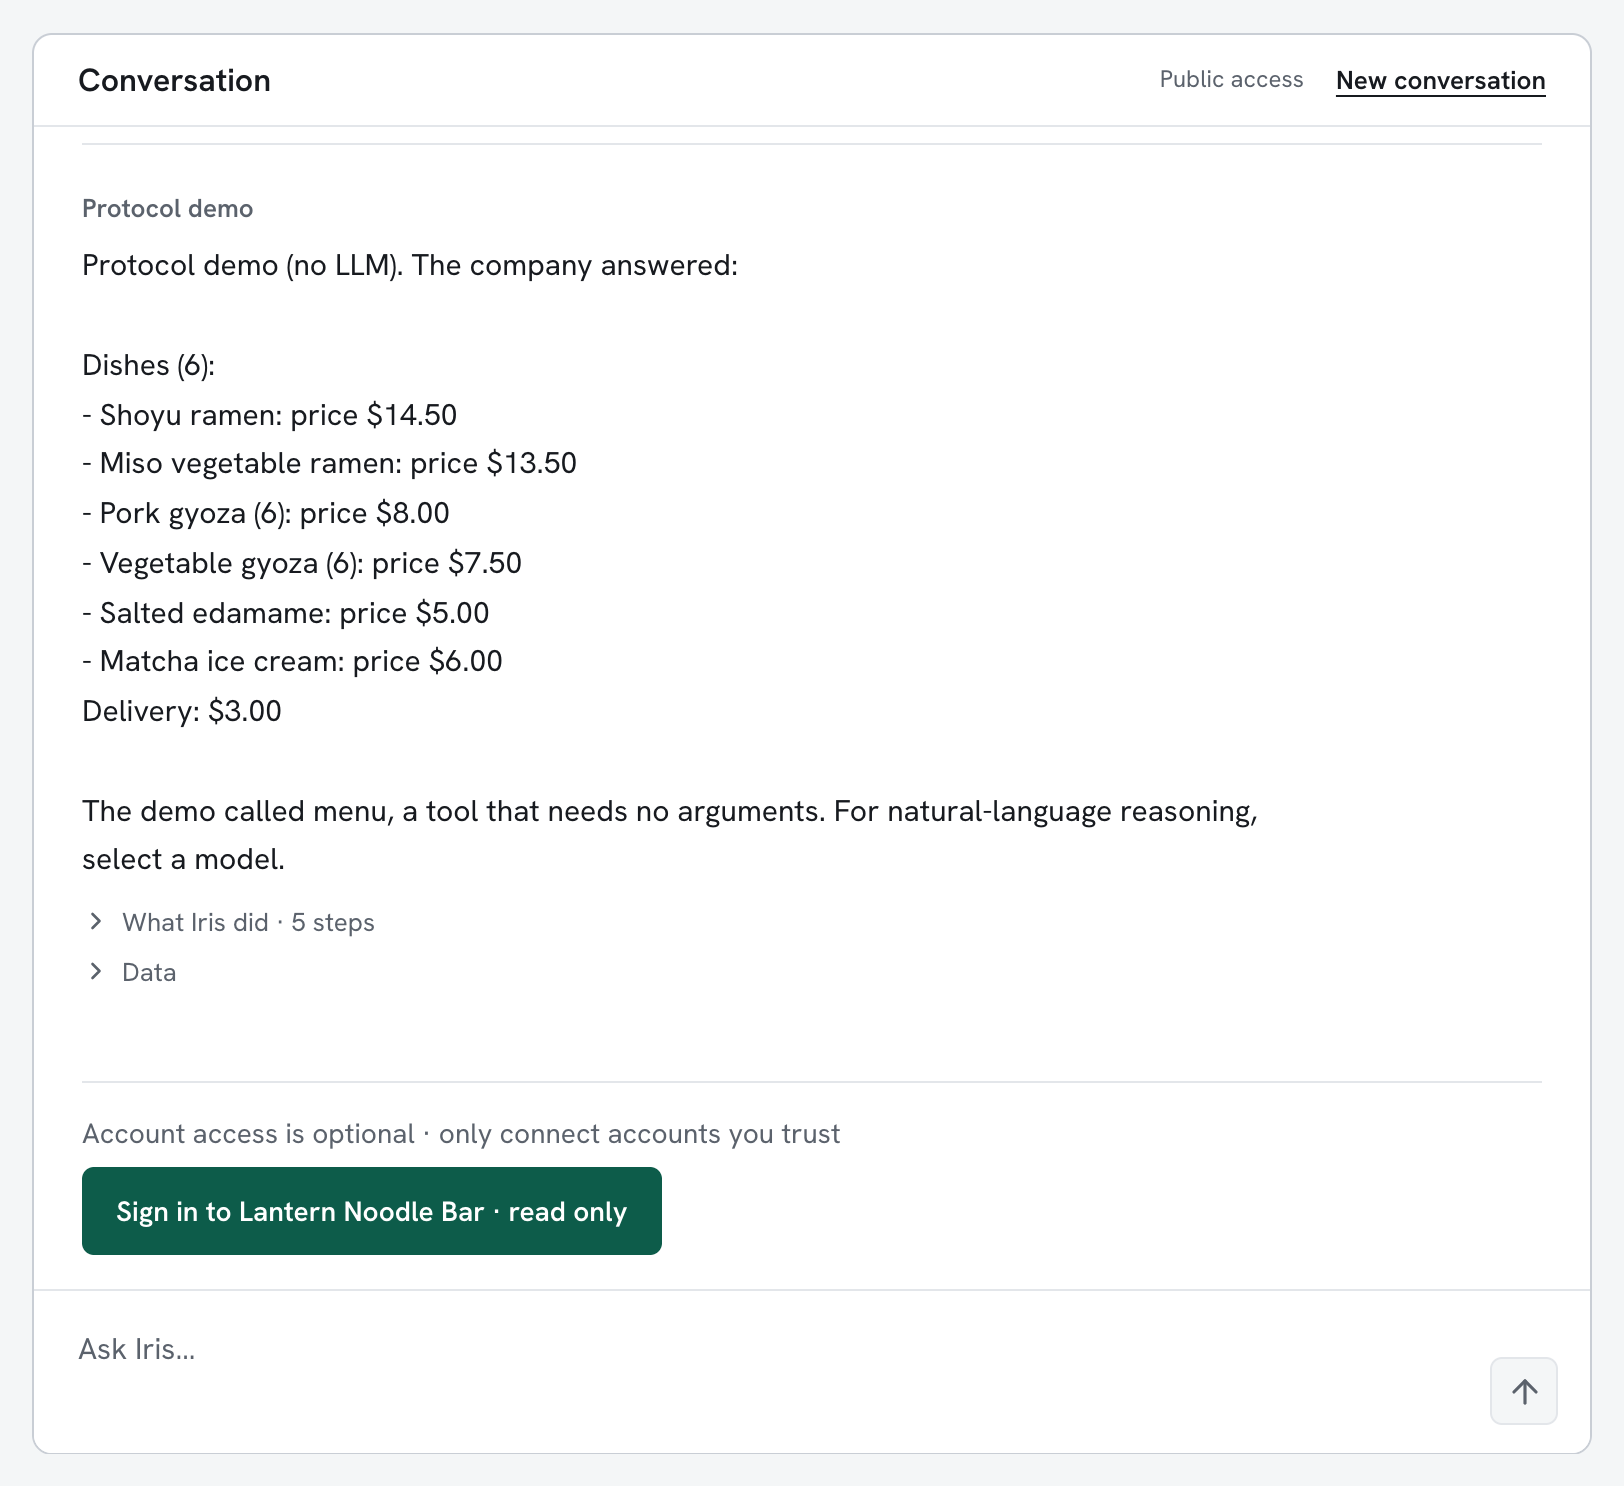 Conversation
Public access
New conversation
Protocol demo
Protocol demo (no LLM). The company answered:
Dishes (6):
- Shoyu ramen: price $14.50
- Miso vegetable ramen: price $13.50
- Pork gyoza (6): price $8.00
- Vegetable gyoza (6): price $7.50
- Salted edamame: price $5.00
- Matcha ice cream: price $6.00
Delivery: $3.00
The demo called menu, a tool that needs no arguments. For natural-language reasoning,
select a model.
What Iris did · 5 steps
Data
Account access is optional · only connect accounts you trust
Sign in to Lantern Noodle Bar · read only
Ask Iris...